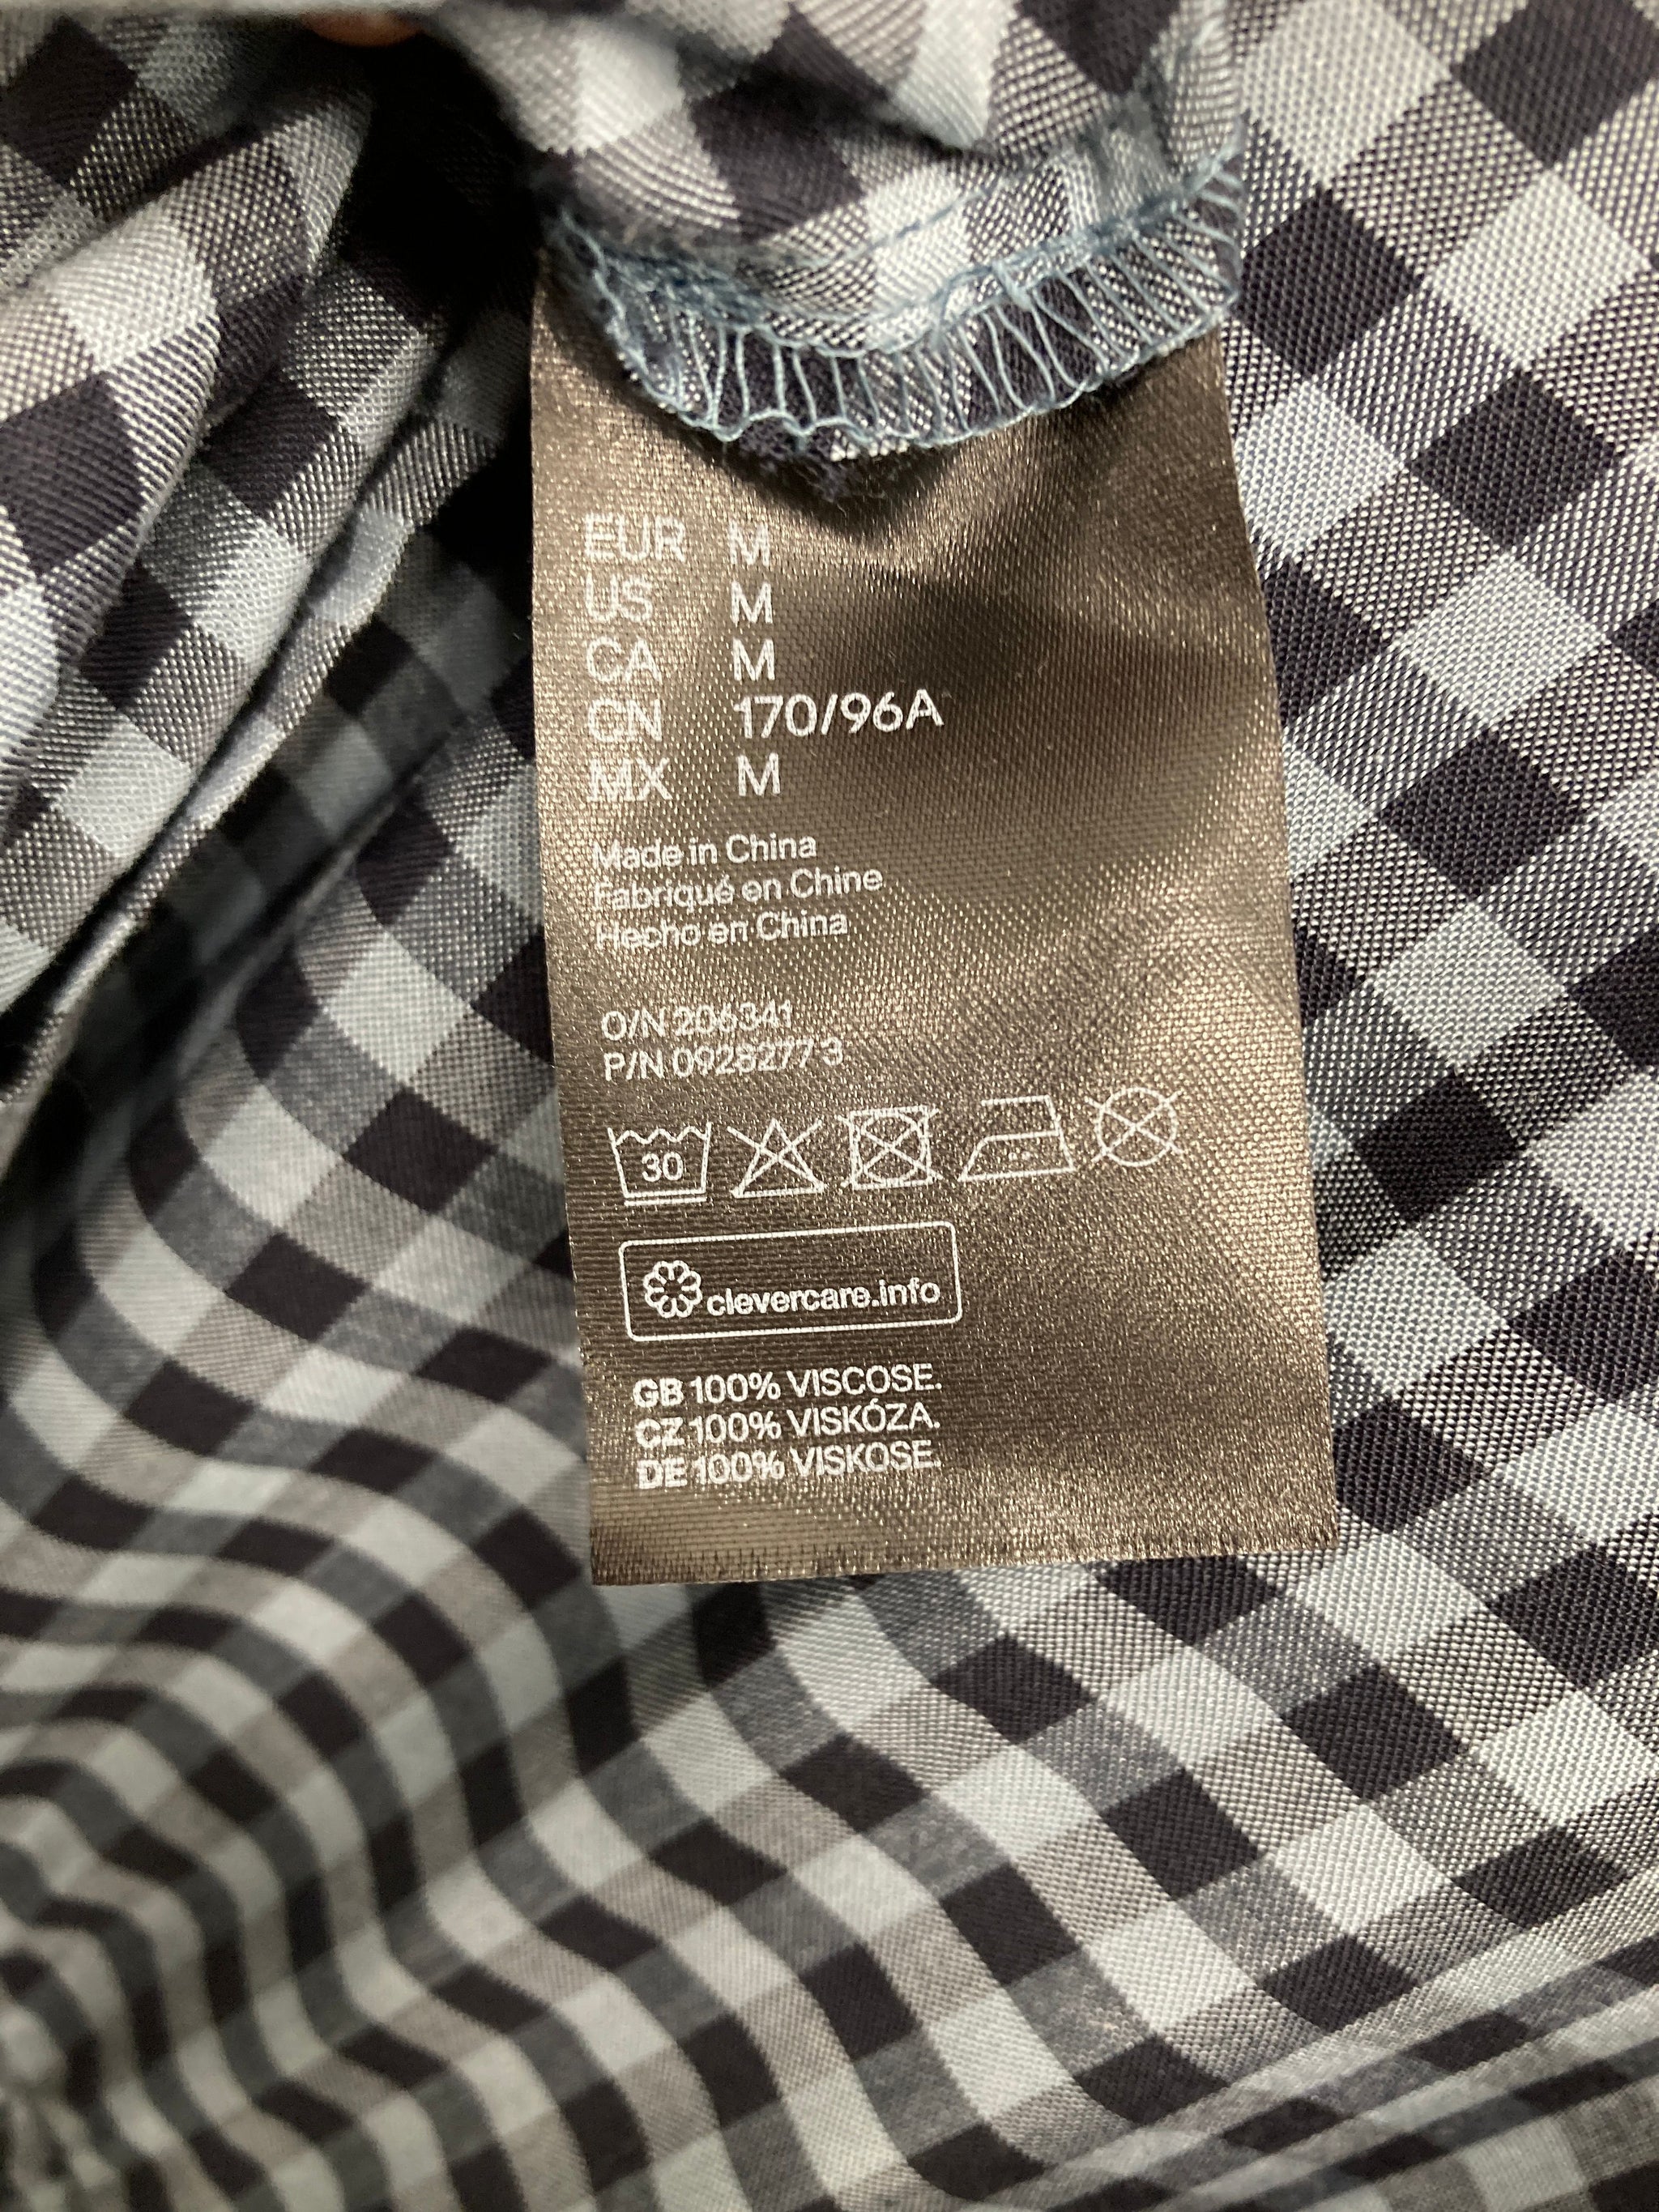 EUR M
US M
CA M
CN 170/96A
MX M
Made in China
Fabriqué en Chine
Hecho en China
O/N 206341
P/N 0928277 3
30
clevercare.info
GB 100% VISCOSE.
CZ 100% VISKÓZA.
DE 100% VISKOSE.